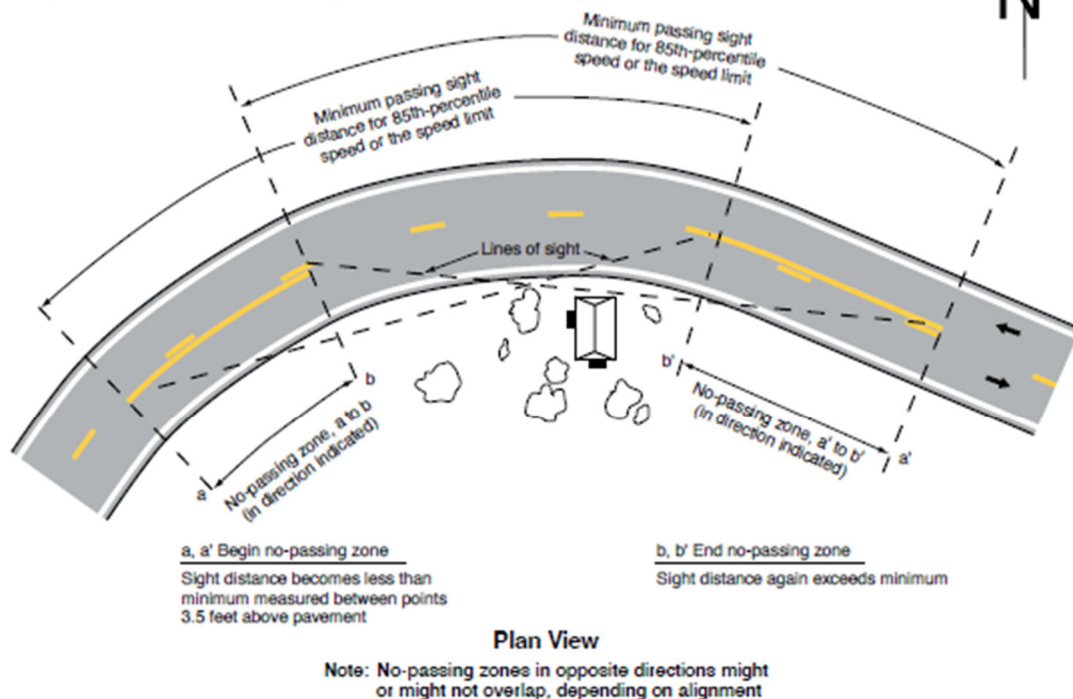 N
Minimum passing sight
distance for 85th-percentile
speed or the speed limit
Minimum passing sight
distance for 85th-percentile
speed or the speed limit
Lines of sight
b
b'
No-passing zone, a to b
(in direction indicated)
No-passing zone, a' to b'
(in direction indicated)
a
a'
a, a' Begin no-passing zone
Sight distance becomes less than
minimum measured between points
3.5 feet above pavement
b, b' End no-passing zone
Sight distance again exceeds minimum
Plan View
Note: No-passing zones in opposite directions might
or might not overlap, depending on alignment